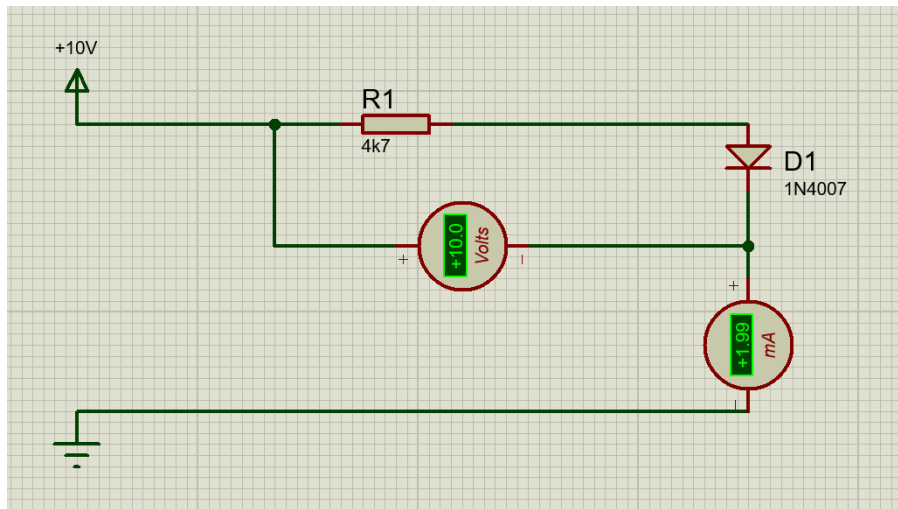 +10V
R1
4k7
D1
1N4007
+10.0
Volts
+
-
+
+1.99
mA
-